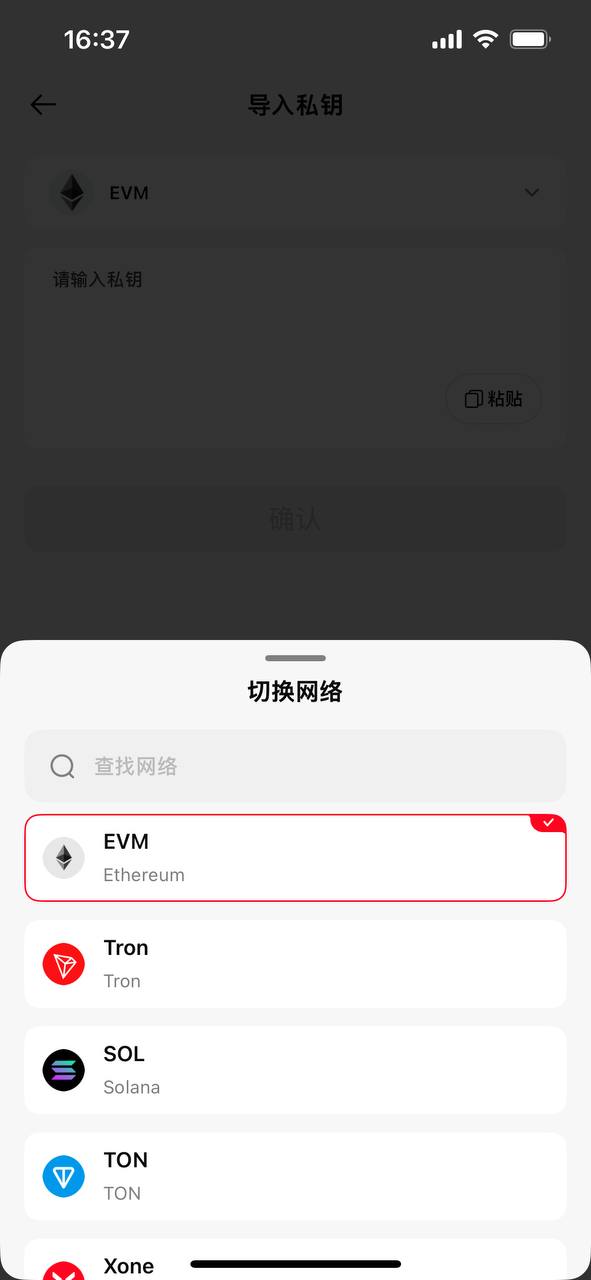 16:37
导入私钥
EVM
请输入私钥
粘贴
确认
切换网络
查找网络
EVM
Ethereum
Tron
Tron
SOL
Solana
TON
TON
Xone